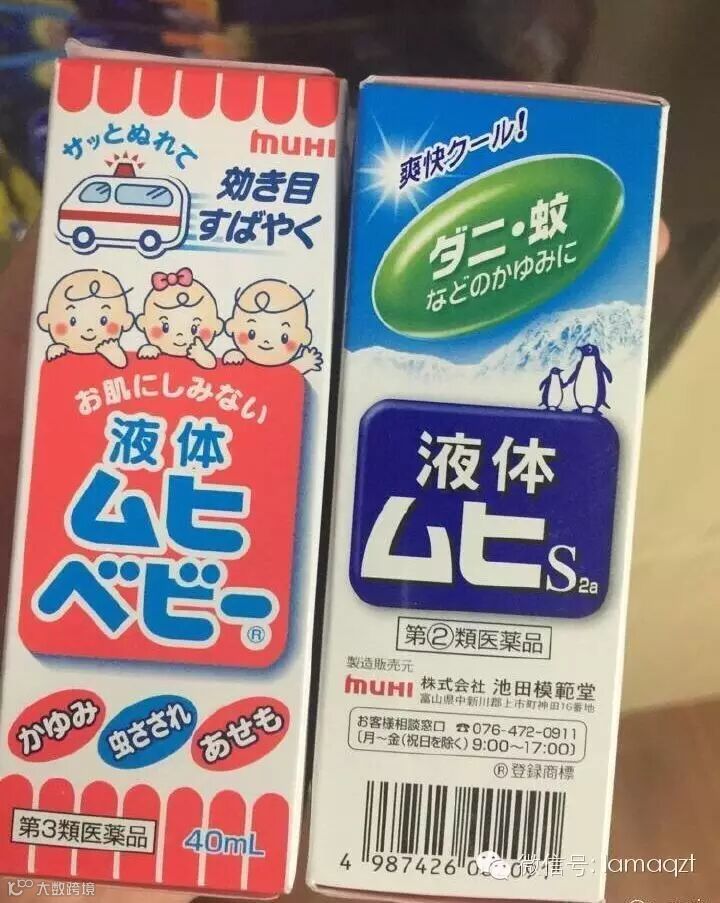 サッとぬれて
muHI
効き目
すばやく
お肌にしみない
液体
ムヒ
ベビー®
かゆみ
虫さされ
あせも
第3類医薬品
40mL
爽快クール!
ダニ・蚊
などのかゆみに
液体
ムヒS2a
第②類医薬品
製造販売元
muHI 株式会社 池田模範堂
富山県中新川郡上市町神田16番地
お客様相談窓口 ☎076-472-0911
〔月〜金(祝日を除く) 9:00〜17:00〕
®登録商標
4 987426
微信号: lamaqzt
大数跨境